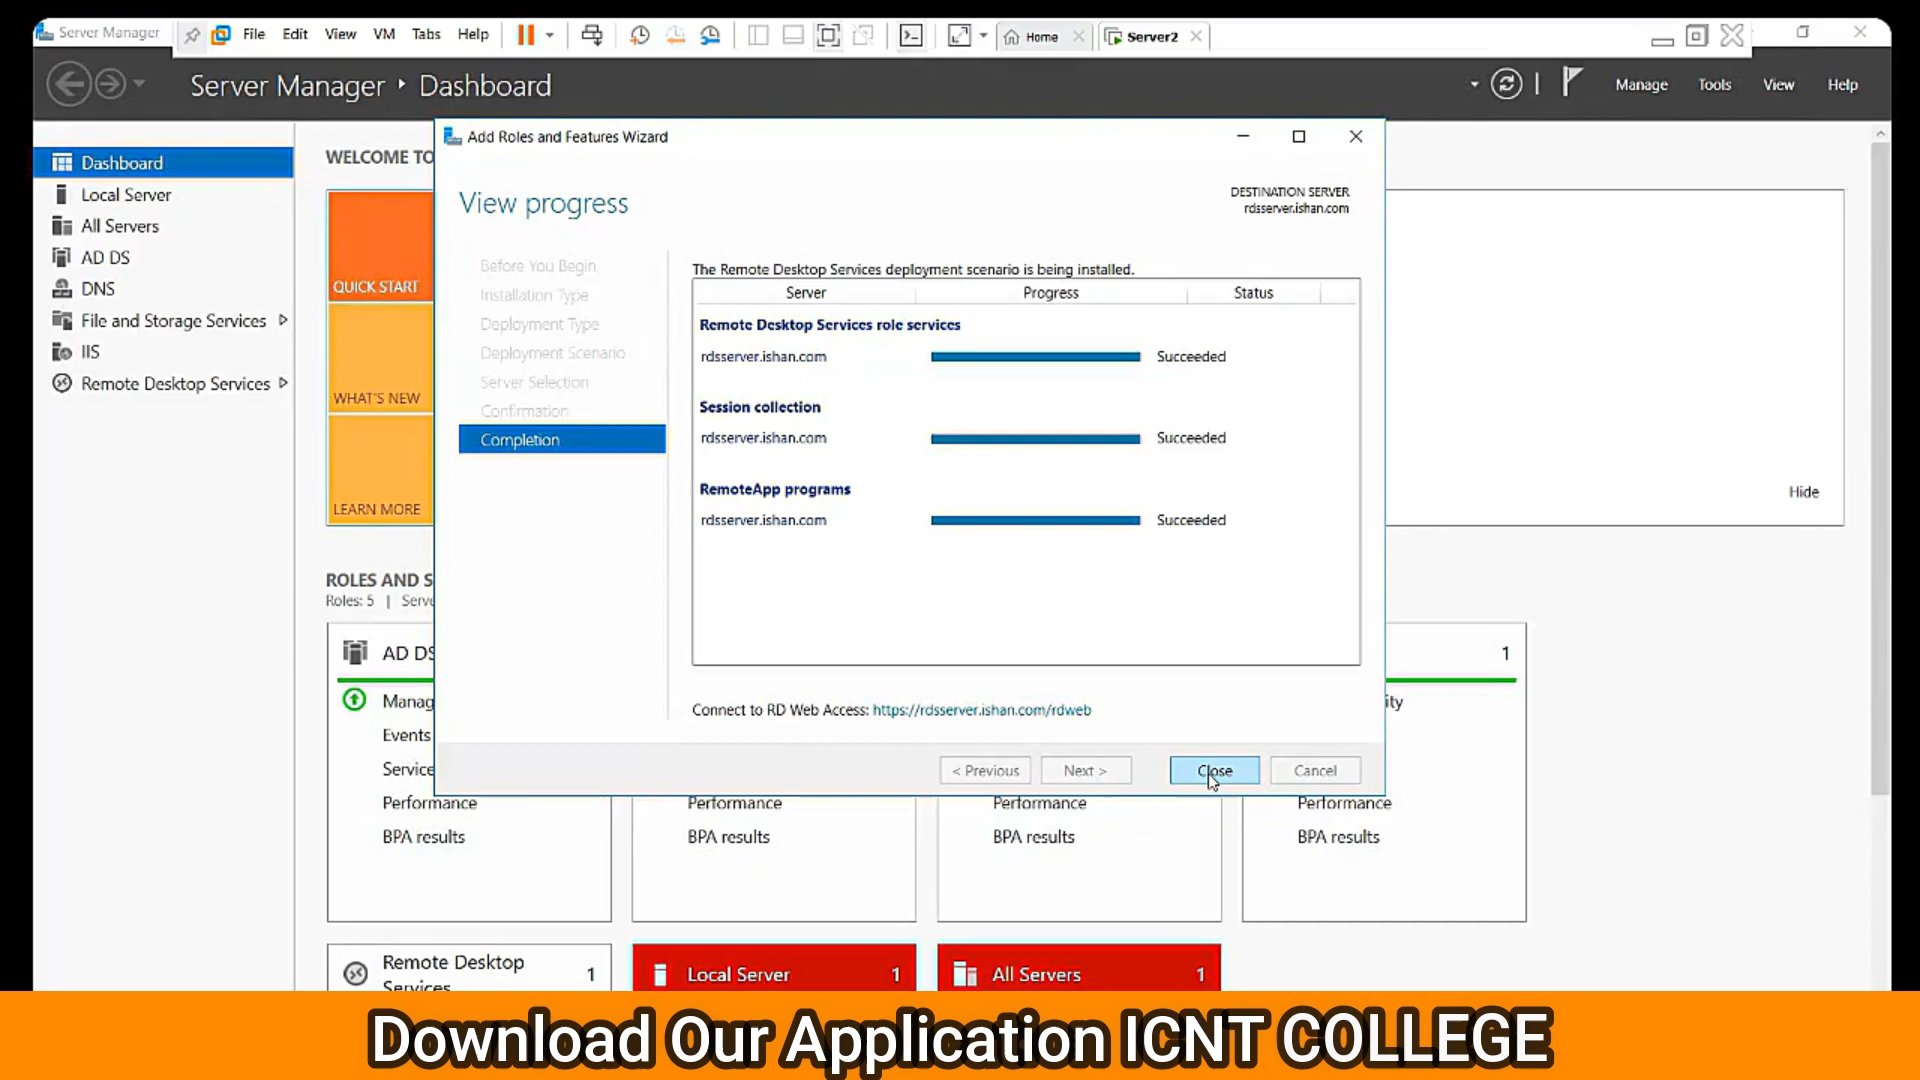 Server Manager
File Edit View VM Tabs Help
Home
Server2
Server Manager Dashboard
Manage Tools View Help
Dashboard
Local Server
All Servers
AD DS
DNS
File and Storage Services
IIS
Remote Desktop Services
WELCOME TO
QUICK START
WHAT'S NEW
LEARN MORE
Hide
Add Roles and Features Wizard
View progress
DESTINATION SERVER
rdsserver.ishan.com
Before You Begin
Installation Type
Deployment Type
Deployment Scenario
Server Selection
Confirmation
Completion
The Remote Desktop Services deployment scenario is being installed.
Server Progress Status
Remote Desktop Services role services
rdsserver.ishan.com Succeeded
Session collection
rdsserver.ishan.com Succeeded
RemoteApp programs
rdsserver.ishan.com Succeeded
Connect to RD Web Access: https://rdsserver.ishan.com/rdweb
< Previous Next > Close Cancel
ROLES AND S
Roles: 5 | Serve
AD DS
Manag
Events
Service
Performance
BPA results
Performance
BPA results
Performance
BPA results
1
ity
Performance
BPA results
Remote Desktop
Services
1
Local Server 1
All Servers 1
Download Our Application ICNT COLLEGE